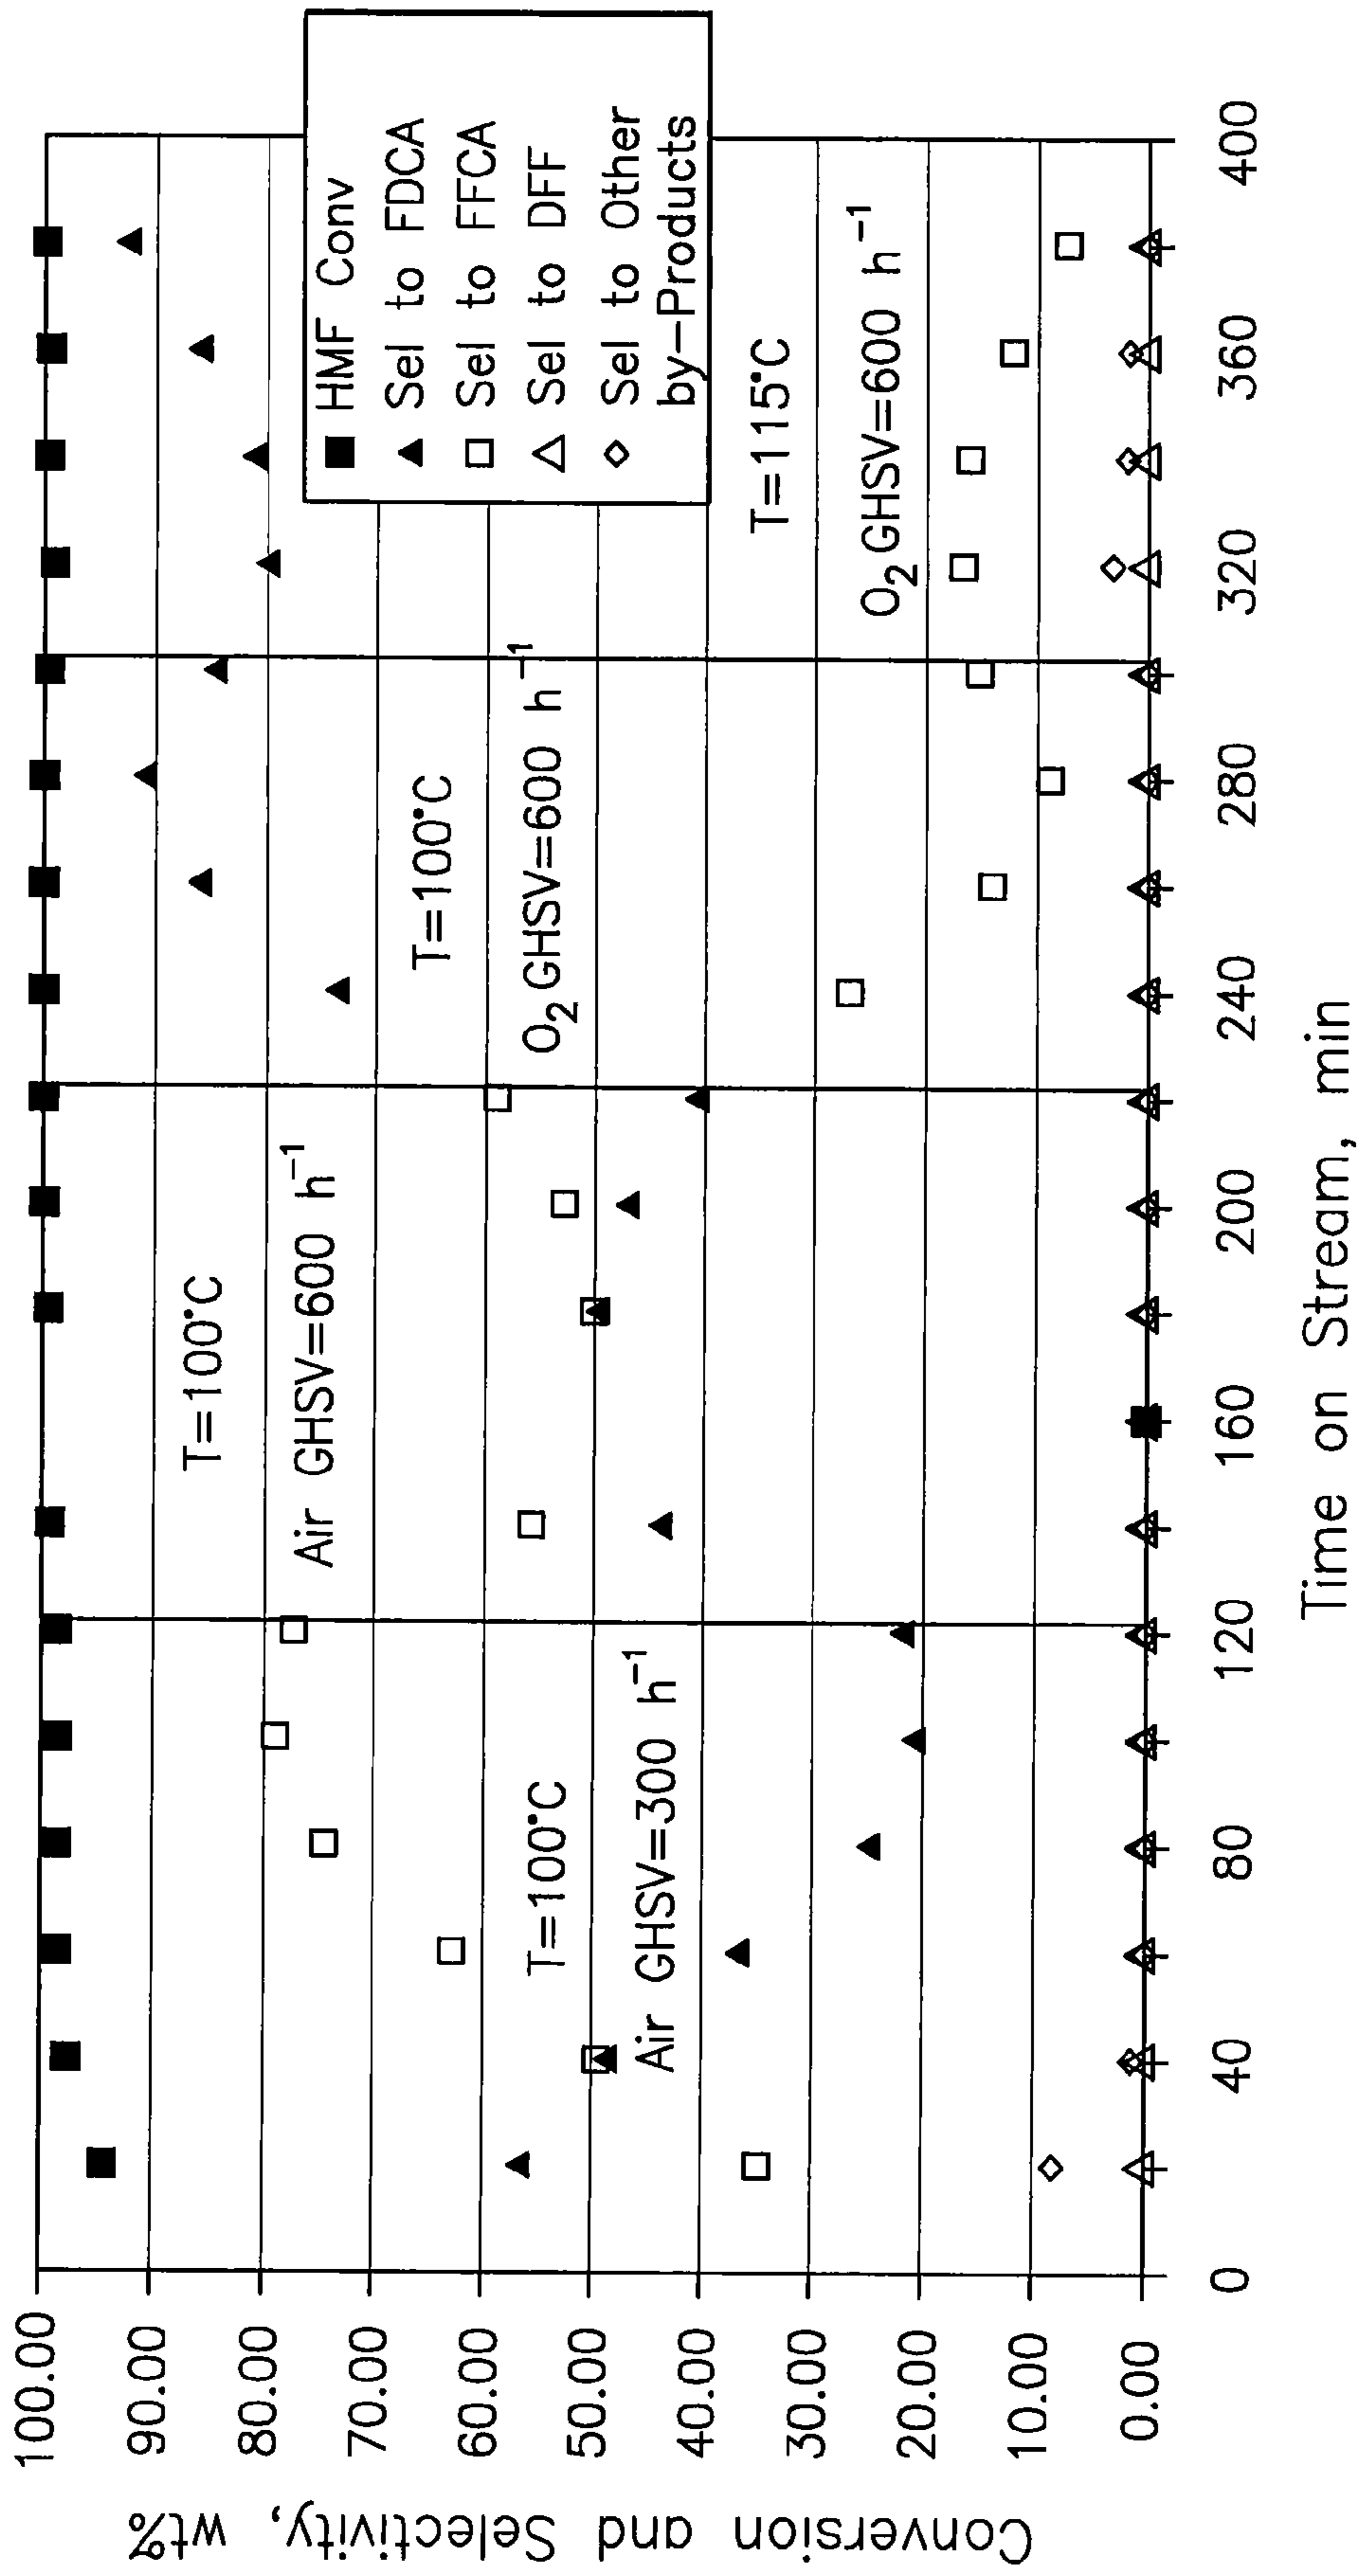 Conversion and Selectivity, wt%
100.00
90.00
80.00
70.00
60.00
50.00
40.00
30.00
20.00
10.00
0.00
T=100°C
Air GHSV=300 h⁻¹
T=100°C
Air GHSV=600 h⁻¹
T=100°C
O₂ GHSV=600 h⁻¹
T=115°C
O₂ GHSV=600 h⁻¹
HMF Conv
Sel to FDCA
Sel to FFCA
Sel to DFF
Sel to Other
by-Products
0 40 80 120 160 200 240 280 320 360 400
Time on Stream, min